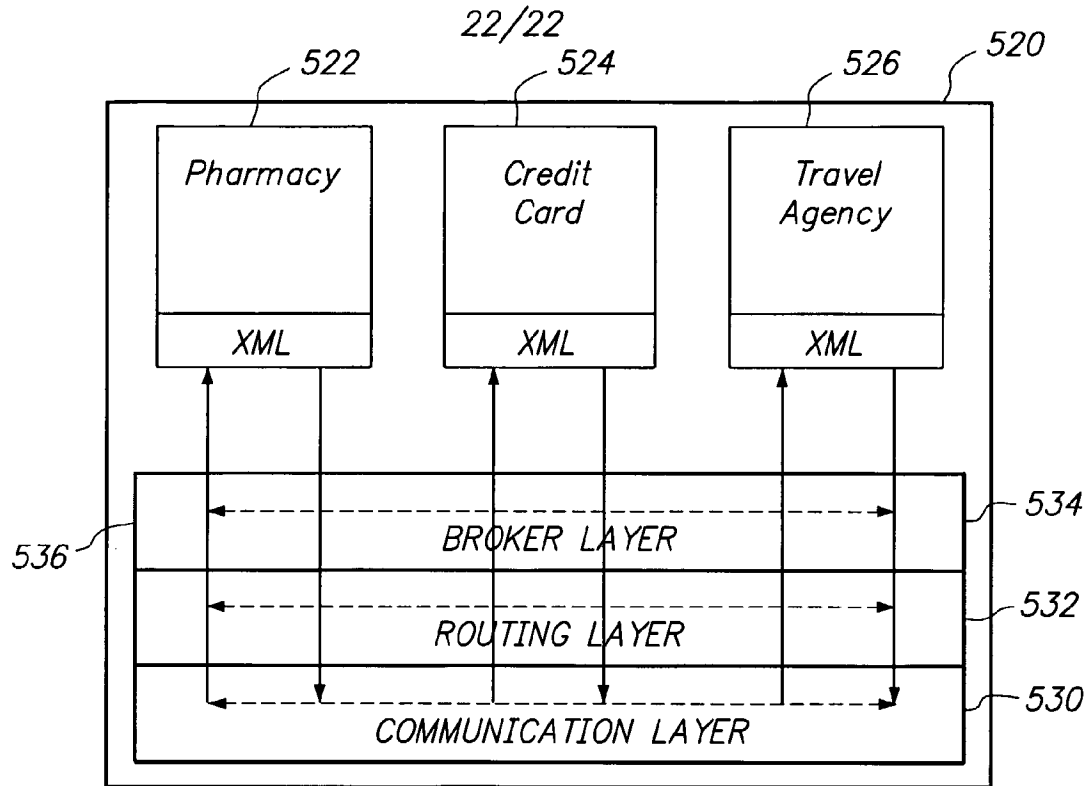 22/22
522 524 526 520
Pharmacy Credit Travel
Card Agency
XML XML XML
534
BROKER LAYER
536
532
ROUTING LAYER
530
COMMUNICATION LAYER